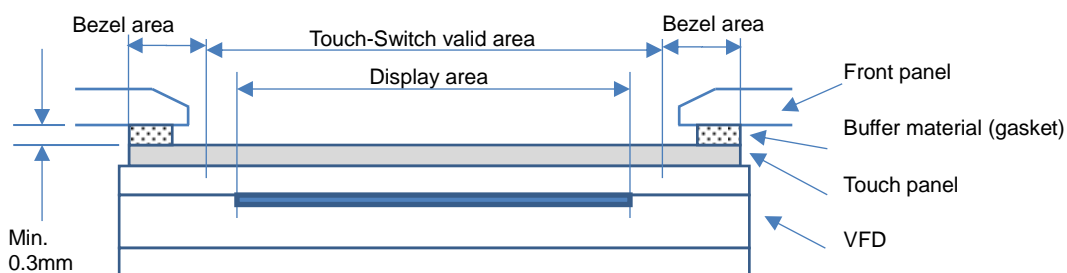 Bezel area
Touch-Switch valid area
Bezel area
Display area
Front panel
Buffer material (gasket)
Touch panel
VFD
Min.
0.3mm